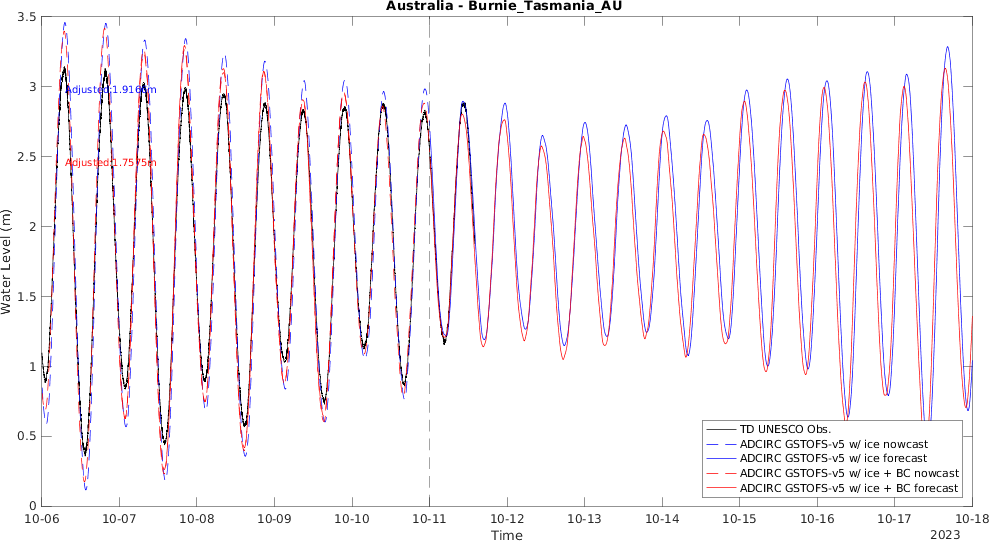 Australia - Burnie_Tasmania_AU
3.5
3
2.5
2
1.5
1
0.5
0
Water Level (m)
Adjusted:1.916
Adjusted:1.7575m
TD UNESCO Obs.
ADCIRC GSTOFS-v5 w/ ice nowcast
ADCIRC GSTOFS-v5 w/ ice forecast
ADCIRC GSTOFS-v5 w/ ice + BC nowcast
ADCIRC GSTOFS-v5 w/ ice + BC forecast
10-06 10-07 10-08 10-09 10-10 10-11 10-12 10-13 10-14 10-15 10-16 10-17 10-18
Time
2023